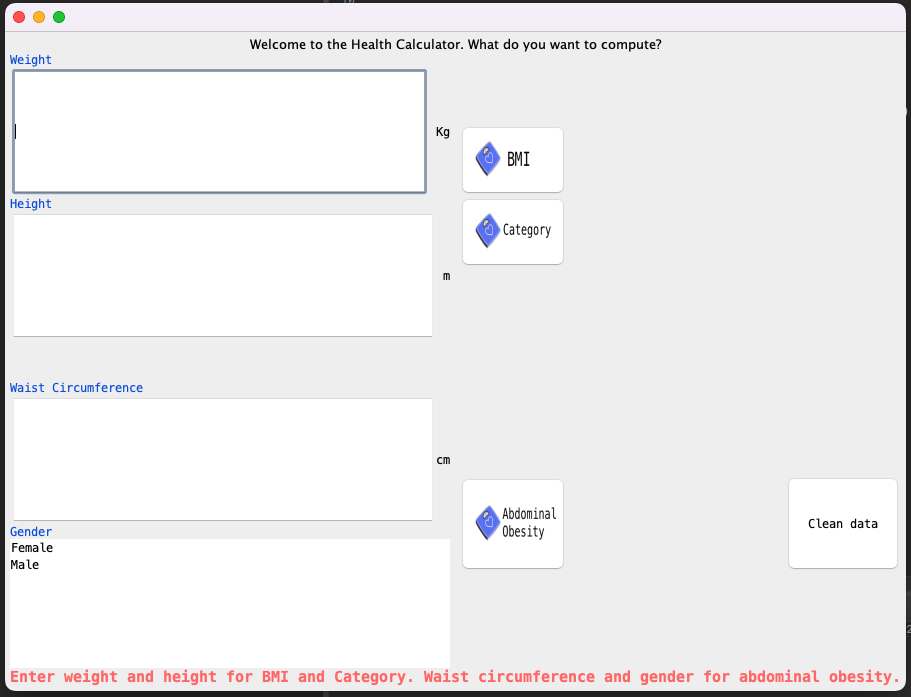 Welcome to the Health Calculator. What do you want to compute?
Weight
Kg
BMI
Height
Category
m
Waist Circumference
cm
Abdominal
Obesity
Clean data
Gender
Female
Male
Enter weight and height for BMI and Category. Waist circumference and gender for abdominal obesity.